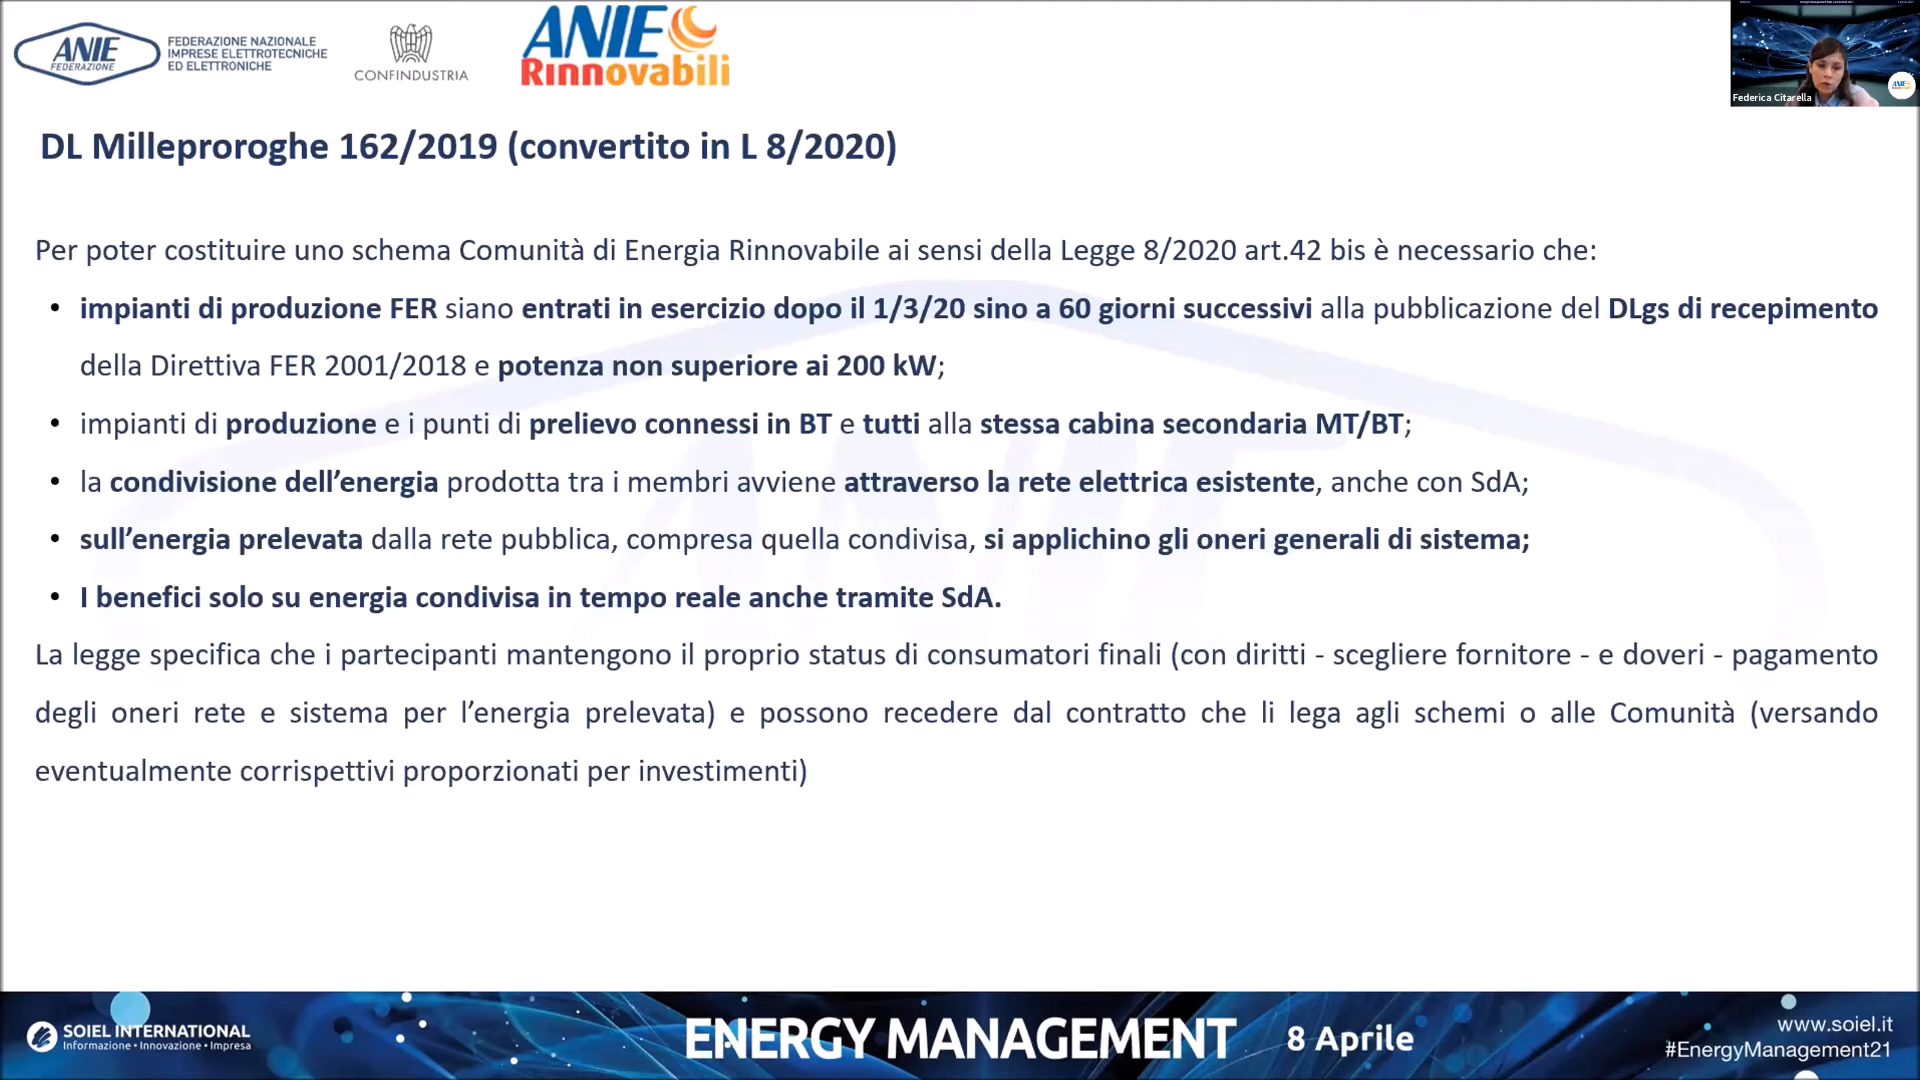 ANIE
FEDERAZIONE
FEDERAZIONE NAZIONALE
IMPRESE ELETTROTECNICHE
ED ELETTRONICHE
CONFINDUSTRIA
ANIE
Rinnovabili
Federica Citarella
DL Milleproroghe 162/2019 (convertito in L 8/2020)
Per poter costituire uno schema Comunità di Energia Rinnovabile ai sensi della Legge 8/2020 art.42 bis è necessario che:
• impianti di produzione FER siano entrati in esercizio dopo il 1/3/20 sino a 60 giorni successivi alla pubblicazione del DLgs di recepimento
della Direttiva FER 2001/2018 e potenza non superiore ai 200 kW;
• impianti di produzione e i punti di prelievo connessi in BT e tutti alla stessa cabina secondaria MT/BT;
• la condivisione dell’energia prodotta tra i membri avviene attraverso la rete elettrica esistente, anche con SdA;
• sull’energia prelevata dalla rete pubblica, compresa quella condivisa, si applichino gli oneri generali di sistema;
• I benefici solo su energia condivisa in tempo reale anche tramite SdA.
La legge specifica che i partecipanti mantengono il proprio status di consumatori finali (con diritti - scegliere fornitore - e doveri - pagamento
degli oneri rete e sistema per l’energia prelevata) e possono recedere dal contratto che li lega agli schemi o alle Comunità (versando
eventualmente corrispettivi proporzionati per investimenti)
SOIEL INTERNATIONAL
Informazione • Innovazione • Impresa
ENERGY MANAGEMENT
8 Aprile
www.soiel.it
#EnergyManagement21